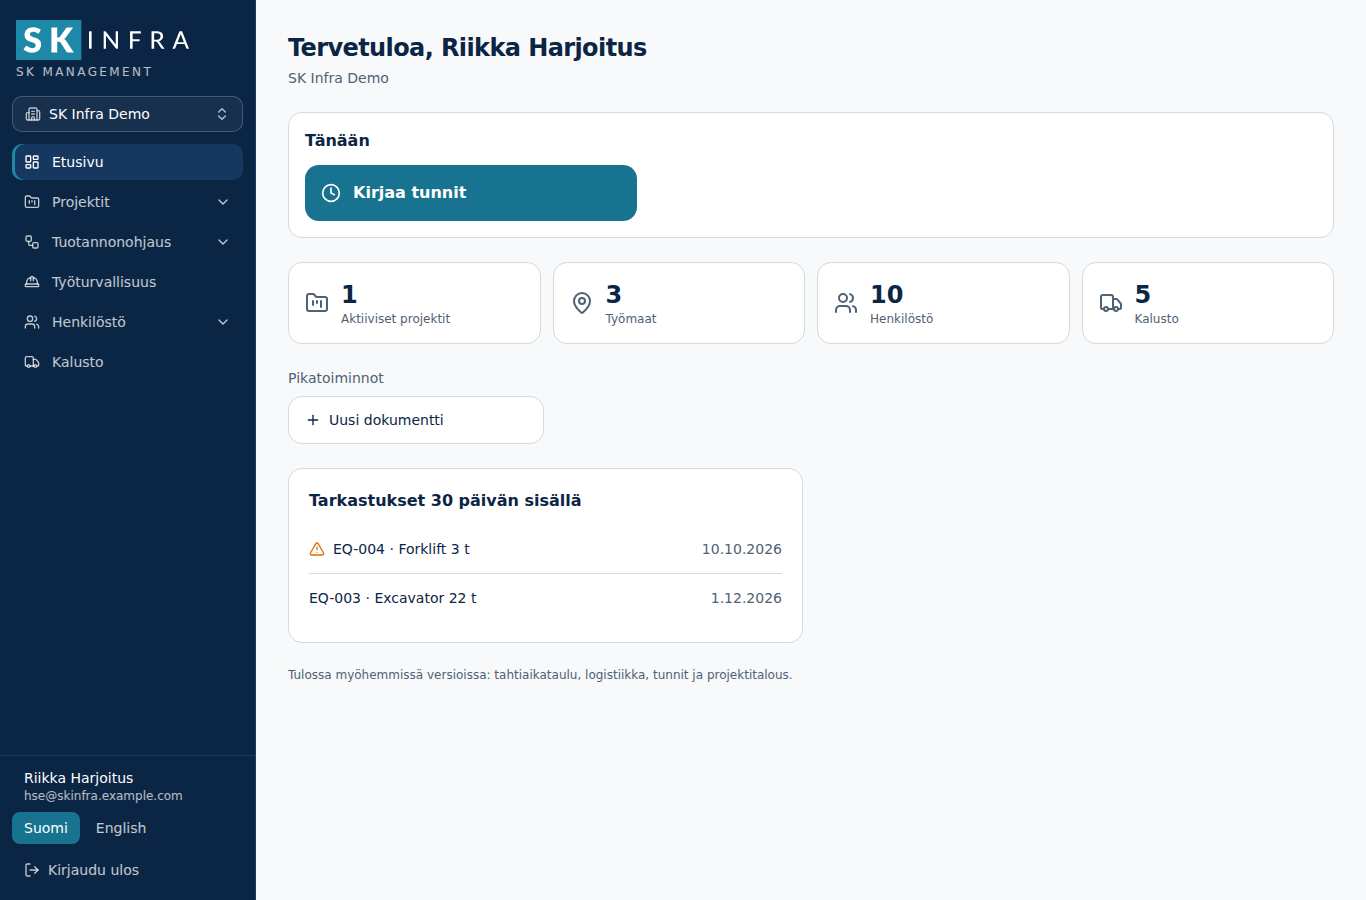 SK INFRA
SK MANAGEMENT
SK Infra Demo
Etusivu
Projektit
Tuotannonohjaus
Työturvallisuus
Henkilöstö
Kalusto
Riikka Harjoitus
hse@skinfra.example.com
Suomi English
Kirjaudu ulos
Tervetuloa, Riikka Harjoitus
SK Infra Demo
Tänään
Kirjaa tunnit
1
Aktiiviset projektit
3
Työmaat
10
Henkilöstö
5
Kalusto
Pikatoiminnot
Uusi dokumentti
Tarkastukset 30 päivän sisällä
EQ-004 · Forklift 3 t 10.10.2026
EQ-003 · Excavator 22 t 1.12.2026
Tulossa myöhemmissä versioissa: tahtiaikataulu, logistiikka, tunnit ja projektitalous.